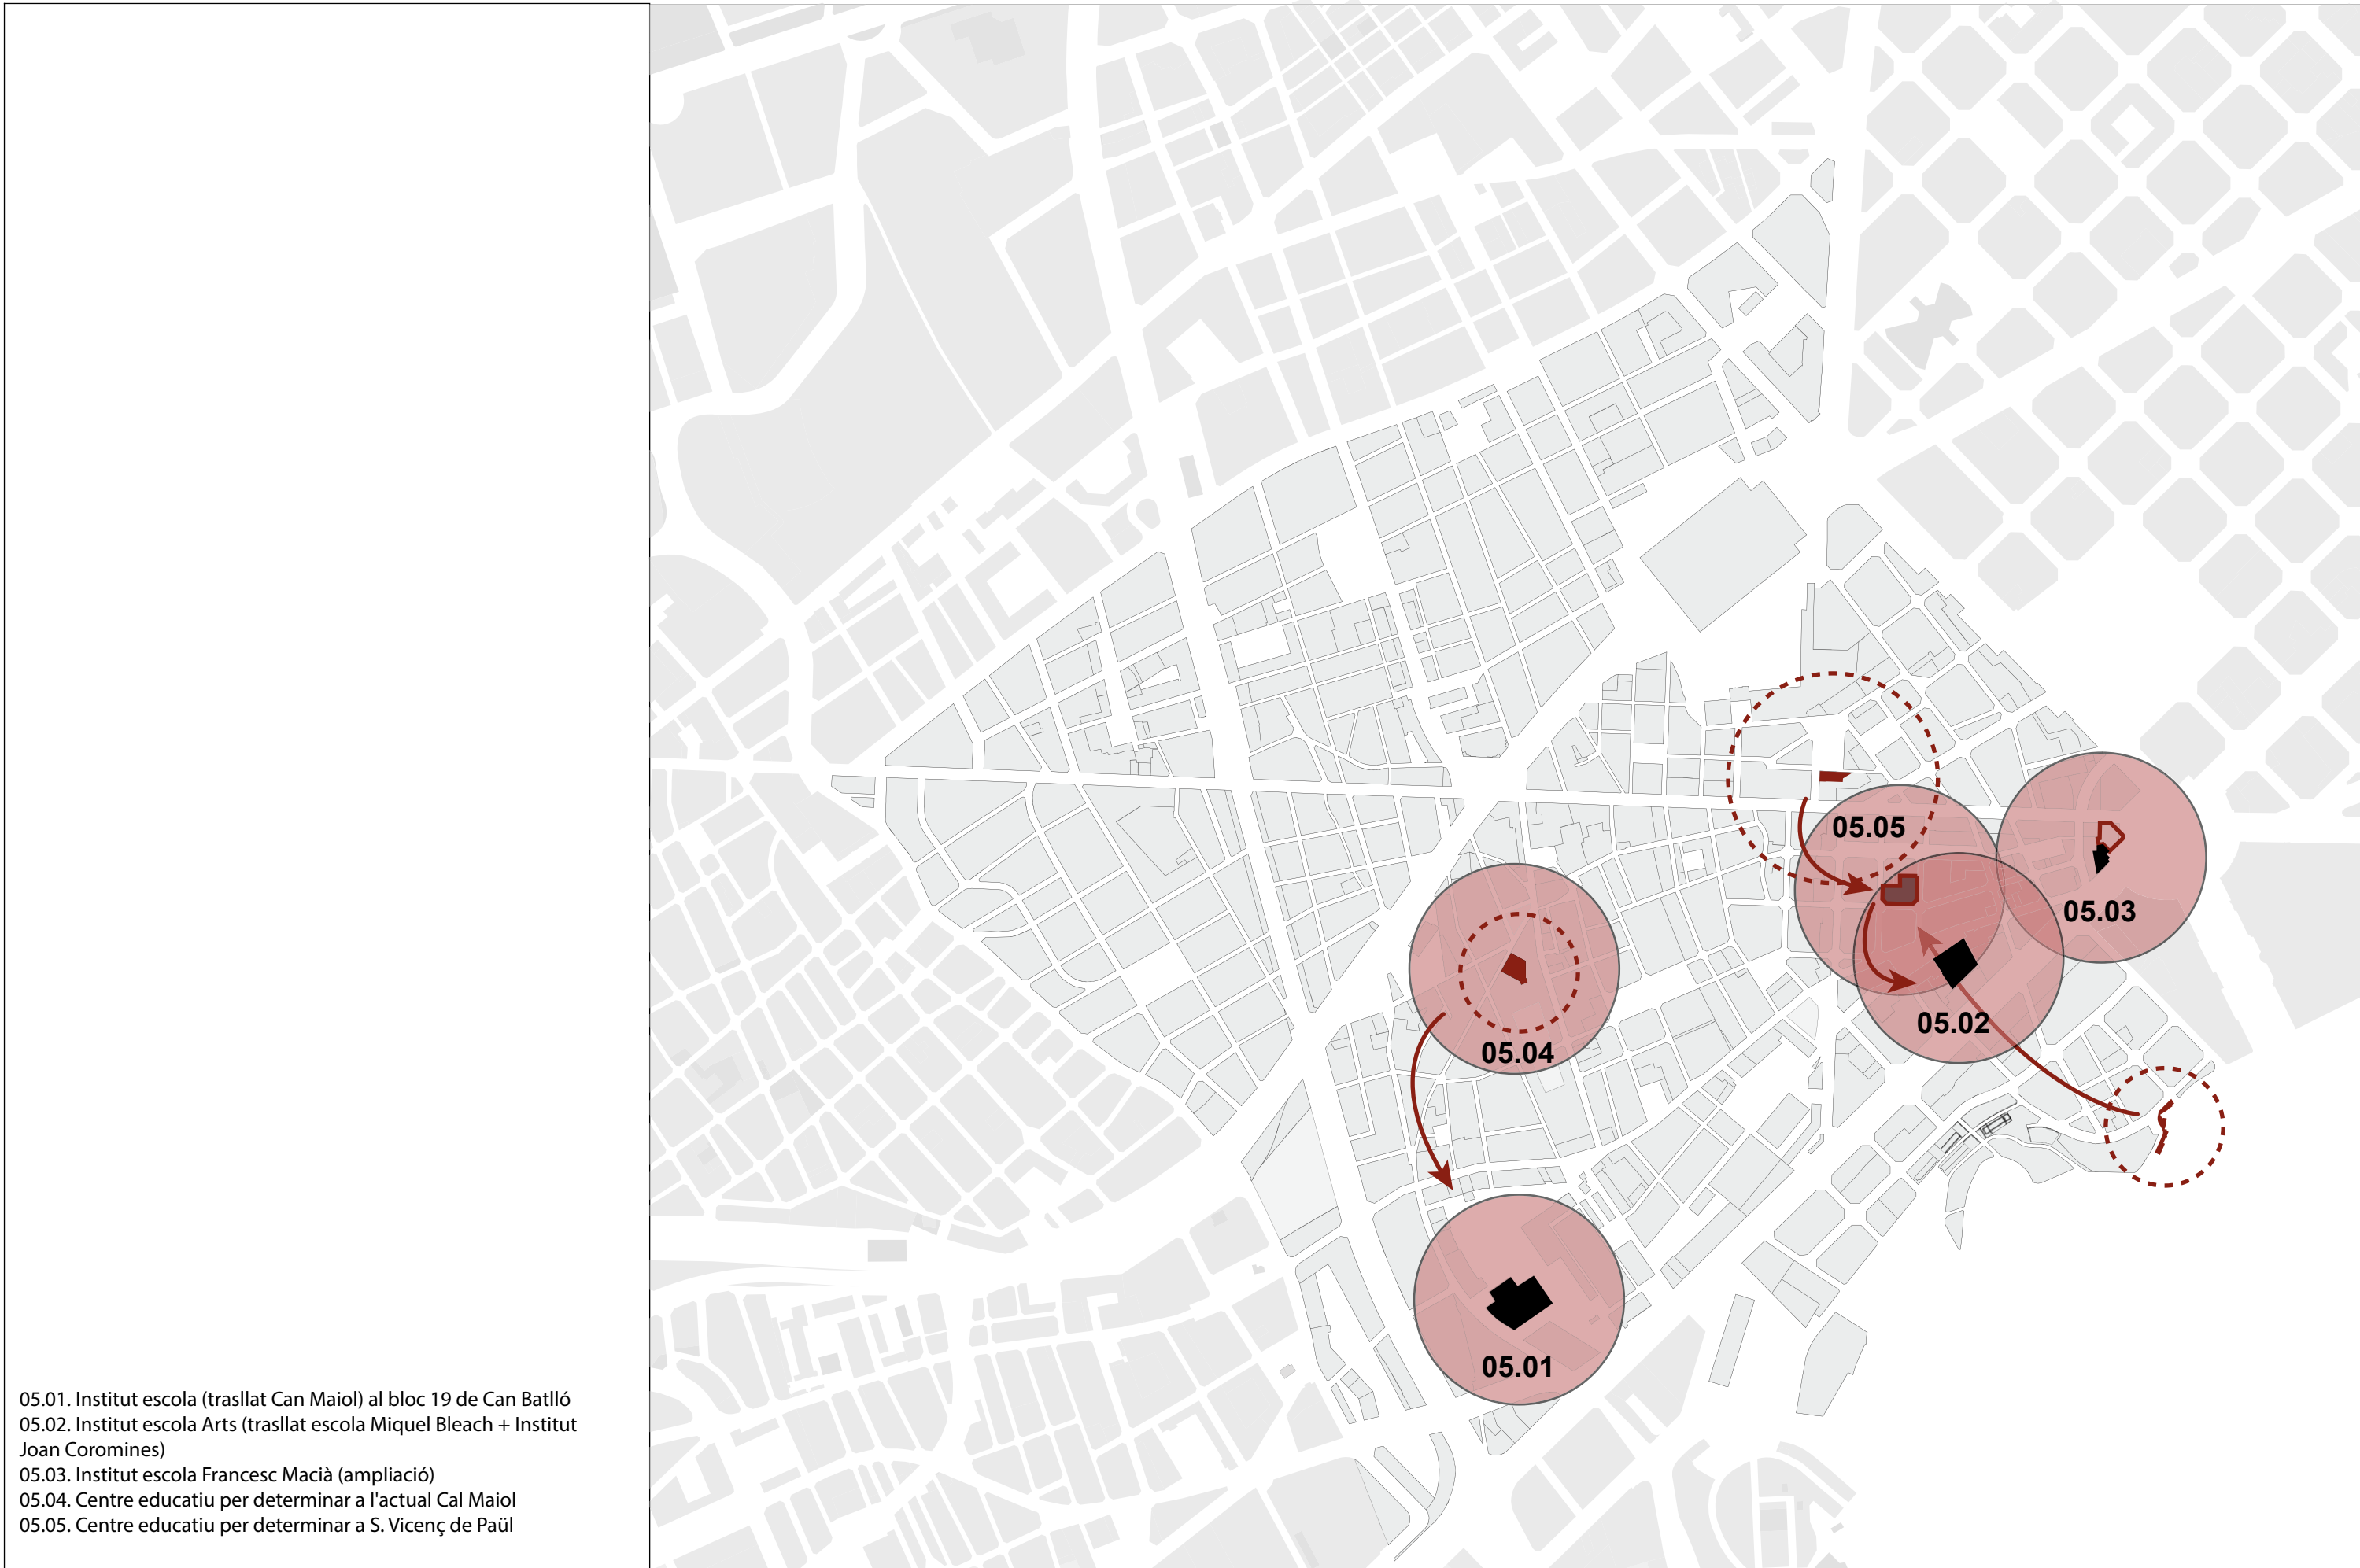 05.05
05.03
05.02
05.04
05.01
05.01. Institut escola (trasllat Can Maiol) al bloc 19 de Can Batlló
05.02. Institut escola Arts (trasllat escola Miquel Bleach + Institut
Joan Coromines)
05.03. Institut escola Francesc Macià (ampliació)
05.04. Centre educatiu per determinar a l'actual Cal Maiol
05.05. Centre educatiu per determinar a S. Vicenç de Paül